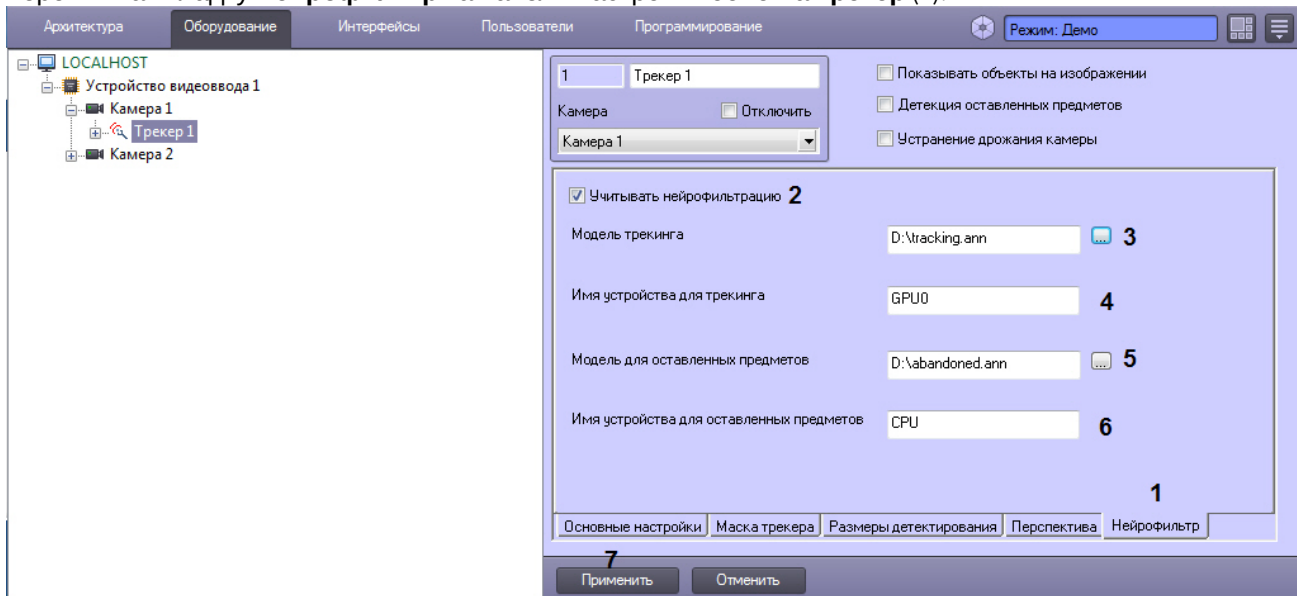 Архитектура Оборудование Интерфейсы Пользователи Программирование Режим: Демо
LOCALHOST
Устройство видеоввода 1
Камера 1
Трекер 1
Камера 2
1 Трекер 1
Камера Отключить
Камера 1
Показывать объекты на изображении
Детекция оставленных предметов
Устранение дрожания камеры
Учитывать нейрофильтрацию 2
Модель трекинга D:\tracking.ann ... 3
Имя устройства для трекинга GPU0 4
Модель для оставленных предметов D:\abandoned.ann ... 5
Имя устройства для оставленных предметов CPU 6
1
Основные настройки Маска трекера Размеры детектирования Перспектива Нейрофильтр
7
Применить Отменить